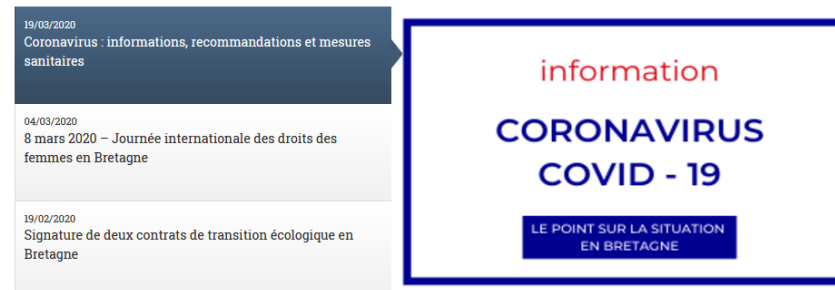 19/03/2020
Coronavirus : informations, recommandations et mesures
sanitaires
04/03/2020
8 mars 2020 – Journée internationale des droits des
femmes en Bretagne
19/02/2020
Signature de deux contrats de transition écologique en
Bretagne
information
CORONAVIRUS
COVID - 19
LE POINT SUR LA SITUATION
EN BRETAGNE